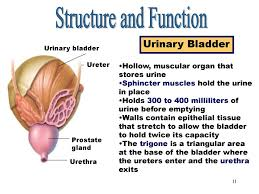 Structure and Function
Urinary Bladder
Urinary bladder
Ureter
Prostate
gland
Urethra
•Hollow, muscular organ that
stores urine
•Sphincter muscles hold the urine
in place
•Holds 300 to 400 milliliters of
urine before emptying
•Walls contain epithelial tissue
that stretch to allow the bladder
to hold twice its capacity
•The trigone is a triangular area
at the base of the bladder where
the ureters enter and the urethra
exits
11